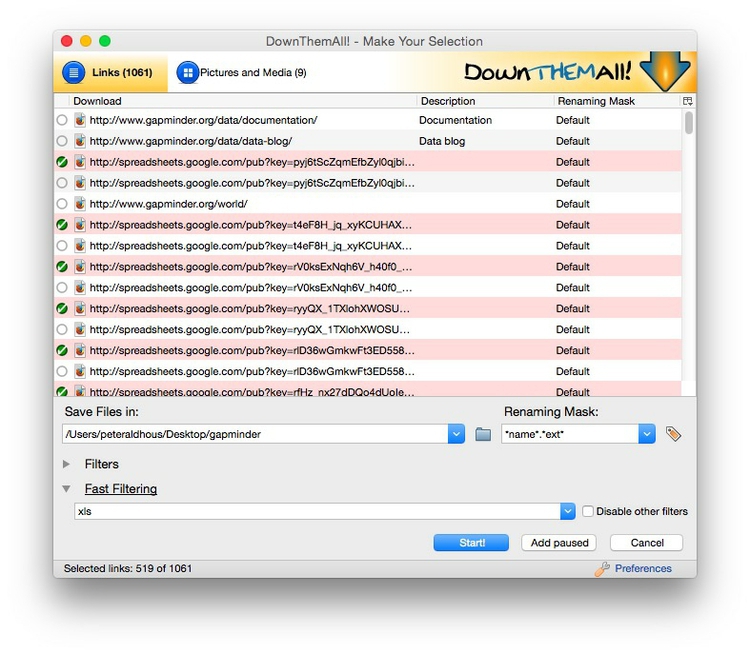 DownThemAll! - Make Your Selection
Links (1061) Pictures and Media (9) DOWNTHEMALL!
Download Description Renaming Mask
http://www.gapminder.org/data/documentation/ Documentation Default
http://www.gapminder.org/data/data-blog/ Data blog Default
http://spreadsheets.google.com/pub?key=pyj6tScZqmEfbZyl0qjbi... Default
http://spreadsheets.google.com/pub?key=pyj6tScZqmEfbZyl0qjbi... Default
http://www.gapminder.org/world/ Default
http://spreadsheets.google.com/pub?key=t4eF8H_jq_xyKCUHAX... Default
http://spreadsheets.google.com/pub?key=t4eF8H_jq_xyKCUHAX... Default
http://spreadsheets.google.com/pub?key=rV0ksExNqh6V_h40f0_... Default
http://spreadsheets.google.com/pub?key=rV0ksExNqh6V_h40f0_... Default
http://spreadsheets.google.com/pub?key=ryyQX_1TXlohXWOSU... Default
http://spreadsheets.google.com/pub?key=ryyQX_1TXlohXWOSU... Default
http://spreadsheets.google.com/pub?key=rlD36wGmkwFt3ED558... Default
http://spreadsheets.google.com/pub?key=rlD36wGmkwFt3ED558... Default
http://spreadsheets.google.com/pub?key=rfHz_nx27dDQo4dUoIe... Default
Save Files in: Renaming Mask:
/Users/peteraldhous/Desktop/gapminder *name*.*ext*
Filters
Fast Filtering
xls Disable other filters
Start! Add paused Cancel
Selected links: 519 of 1061 Preferences